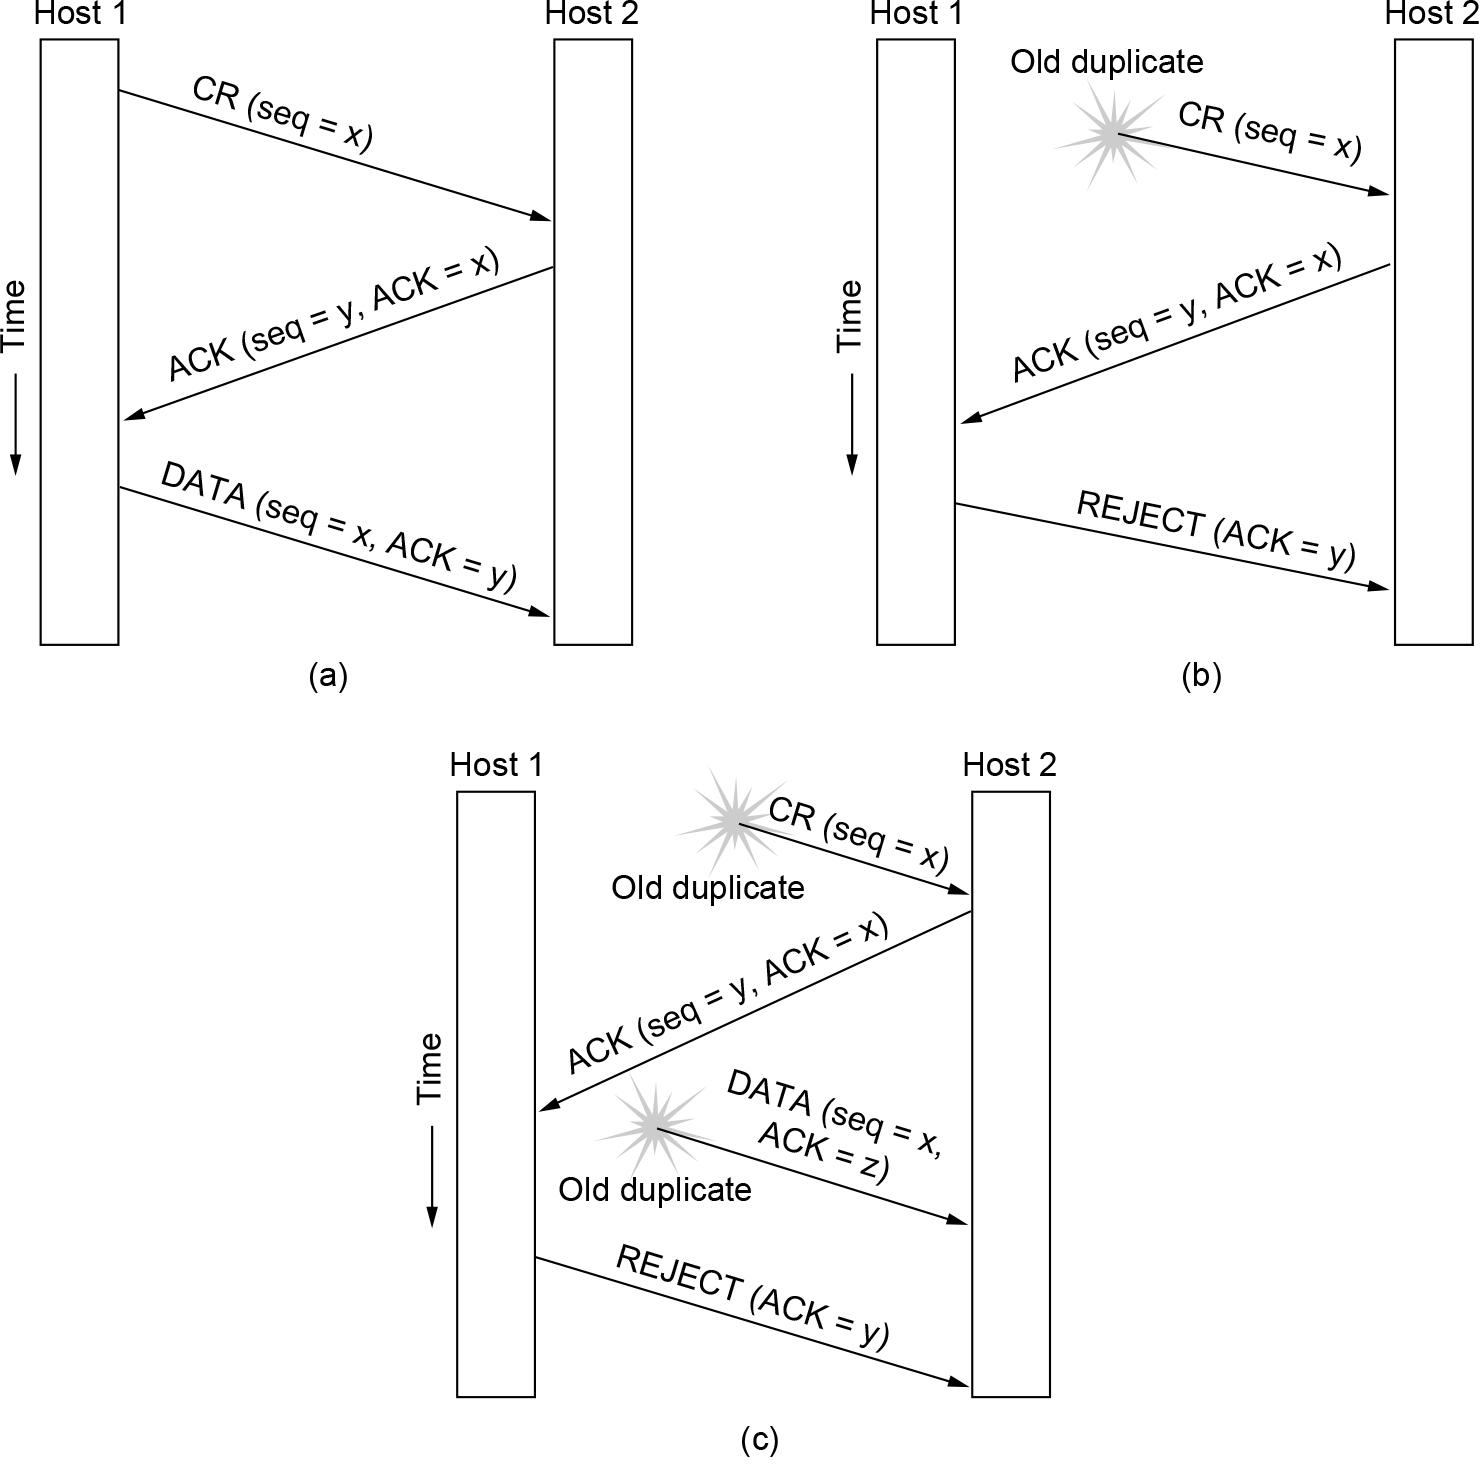 Host 1
Host 2
CR (seq = x)
ACK (seq = y, ACK = x)
Time
DATA (seq = x, ACK = y)
(a)
Host 1
Host 2
Old duplicate
CR (seq = x)
ACK (seq = y, ACK = x)
Time
REJECT (ACK = y)
(b)
Host 1
Host 2
CR (seq = x)
Old duplicate
ACK (seq = y, ACK = x)
Time
DATA (seq = x,
ACK = z)
Old duplicate
REJECT (ACK = y)
(c)